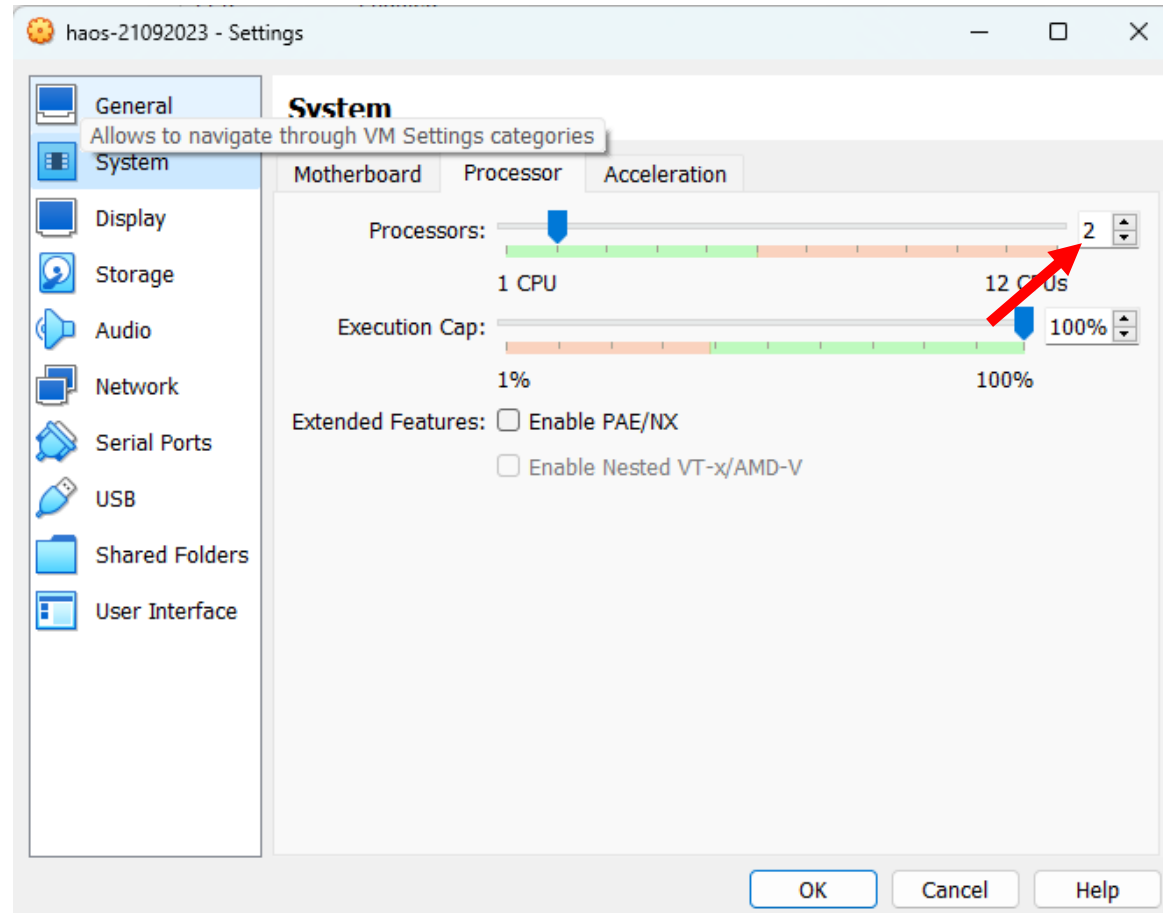 haos-21092023 - Settings
General
System
Allows to navigate through VM Settings categories
System
Display
Storage
Audio
Network
Serial Ports
USB
Shared Folders
User Interface
Motherboard Processor Acceleration
Processors: 2
1 CPU 12 CPUs
Execution Cap: 100%
1% 100%
Extended Features: Enable PAE/NX
Enable Nested VT-x/AMD-V
OK Cancel Help